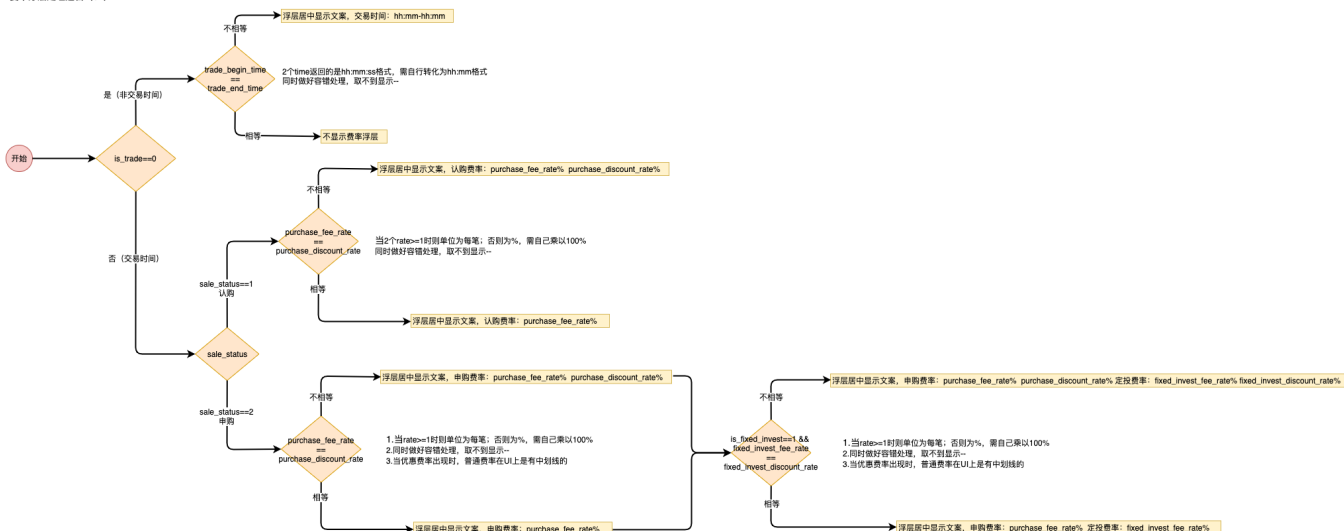 浮层居中显示文案，交易时间：hh:mm-hh:mm
不相等
trade_begin_time
==
trade_end_time
2个time返回的是hh:mm:ss格式，需自行转化为hh:mm格式
同时做好容错处理，取不到显示--
是（非交易时间）
相等
不显示费率浮层
开始
is_trade==0
浮层居中显示文案，认购费率：purchase_fee_rate% purchase_discount_rate%
不相等
purchase_fee_rate
==
purchase_discount_rate
当2个rate>=1时则单位为每笔；否则为%，需自己乘以100%
同时做好容错处理，取不到显示--
否（交易时间）
sale_status==1
认购
相等
浮层居中显示文案，认购费率：purchase_fee_rate%
sale_status
浮层居中显示文案，申购费率：purchase_fee_rate% purchase_discount_rate%
浮层居中显示文案，申购费率：purchase_fee_rate% purchase_discount_rate% 定投费率：fixed_invest_fee_rate% fixed_invest_discount_rate%
不相等
不相等
sale_status==2
申购
purchase_fee_rate
==
purchase_discount_rate
1.当rate>=1时则单位为每笔；否则为%，需自己乘以100%
2.同时做好容错处理，取不到显示--
3.当优惠费率出现时，普通费率在UI上是有中划线的
is_fixed_invest==1 &&
fixed_invest_fee_rate
==
fixed_invest_discount_rate
1.当rate>=1时则单位为每笔；否则为%，需自己乘以100%
2.同时做好容错处理，取不到显示--
3.当优惠费率出现时，普通费率在UI上是有中划线的
相等
相等
浮层居中显示文案，申购费率：purchase_fee_rate%
浮层居中显示文案，申购费率：purchase_fee_rate% 定投费率：fixed_invest_fee_rate%